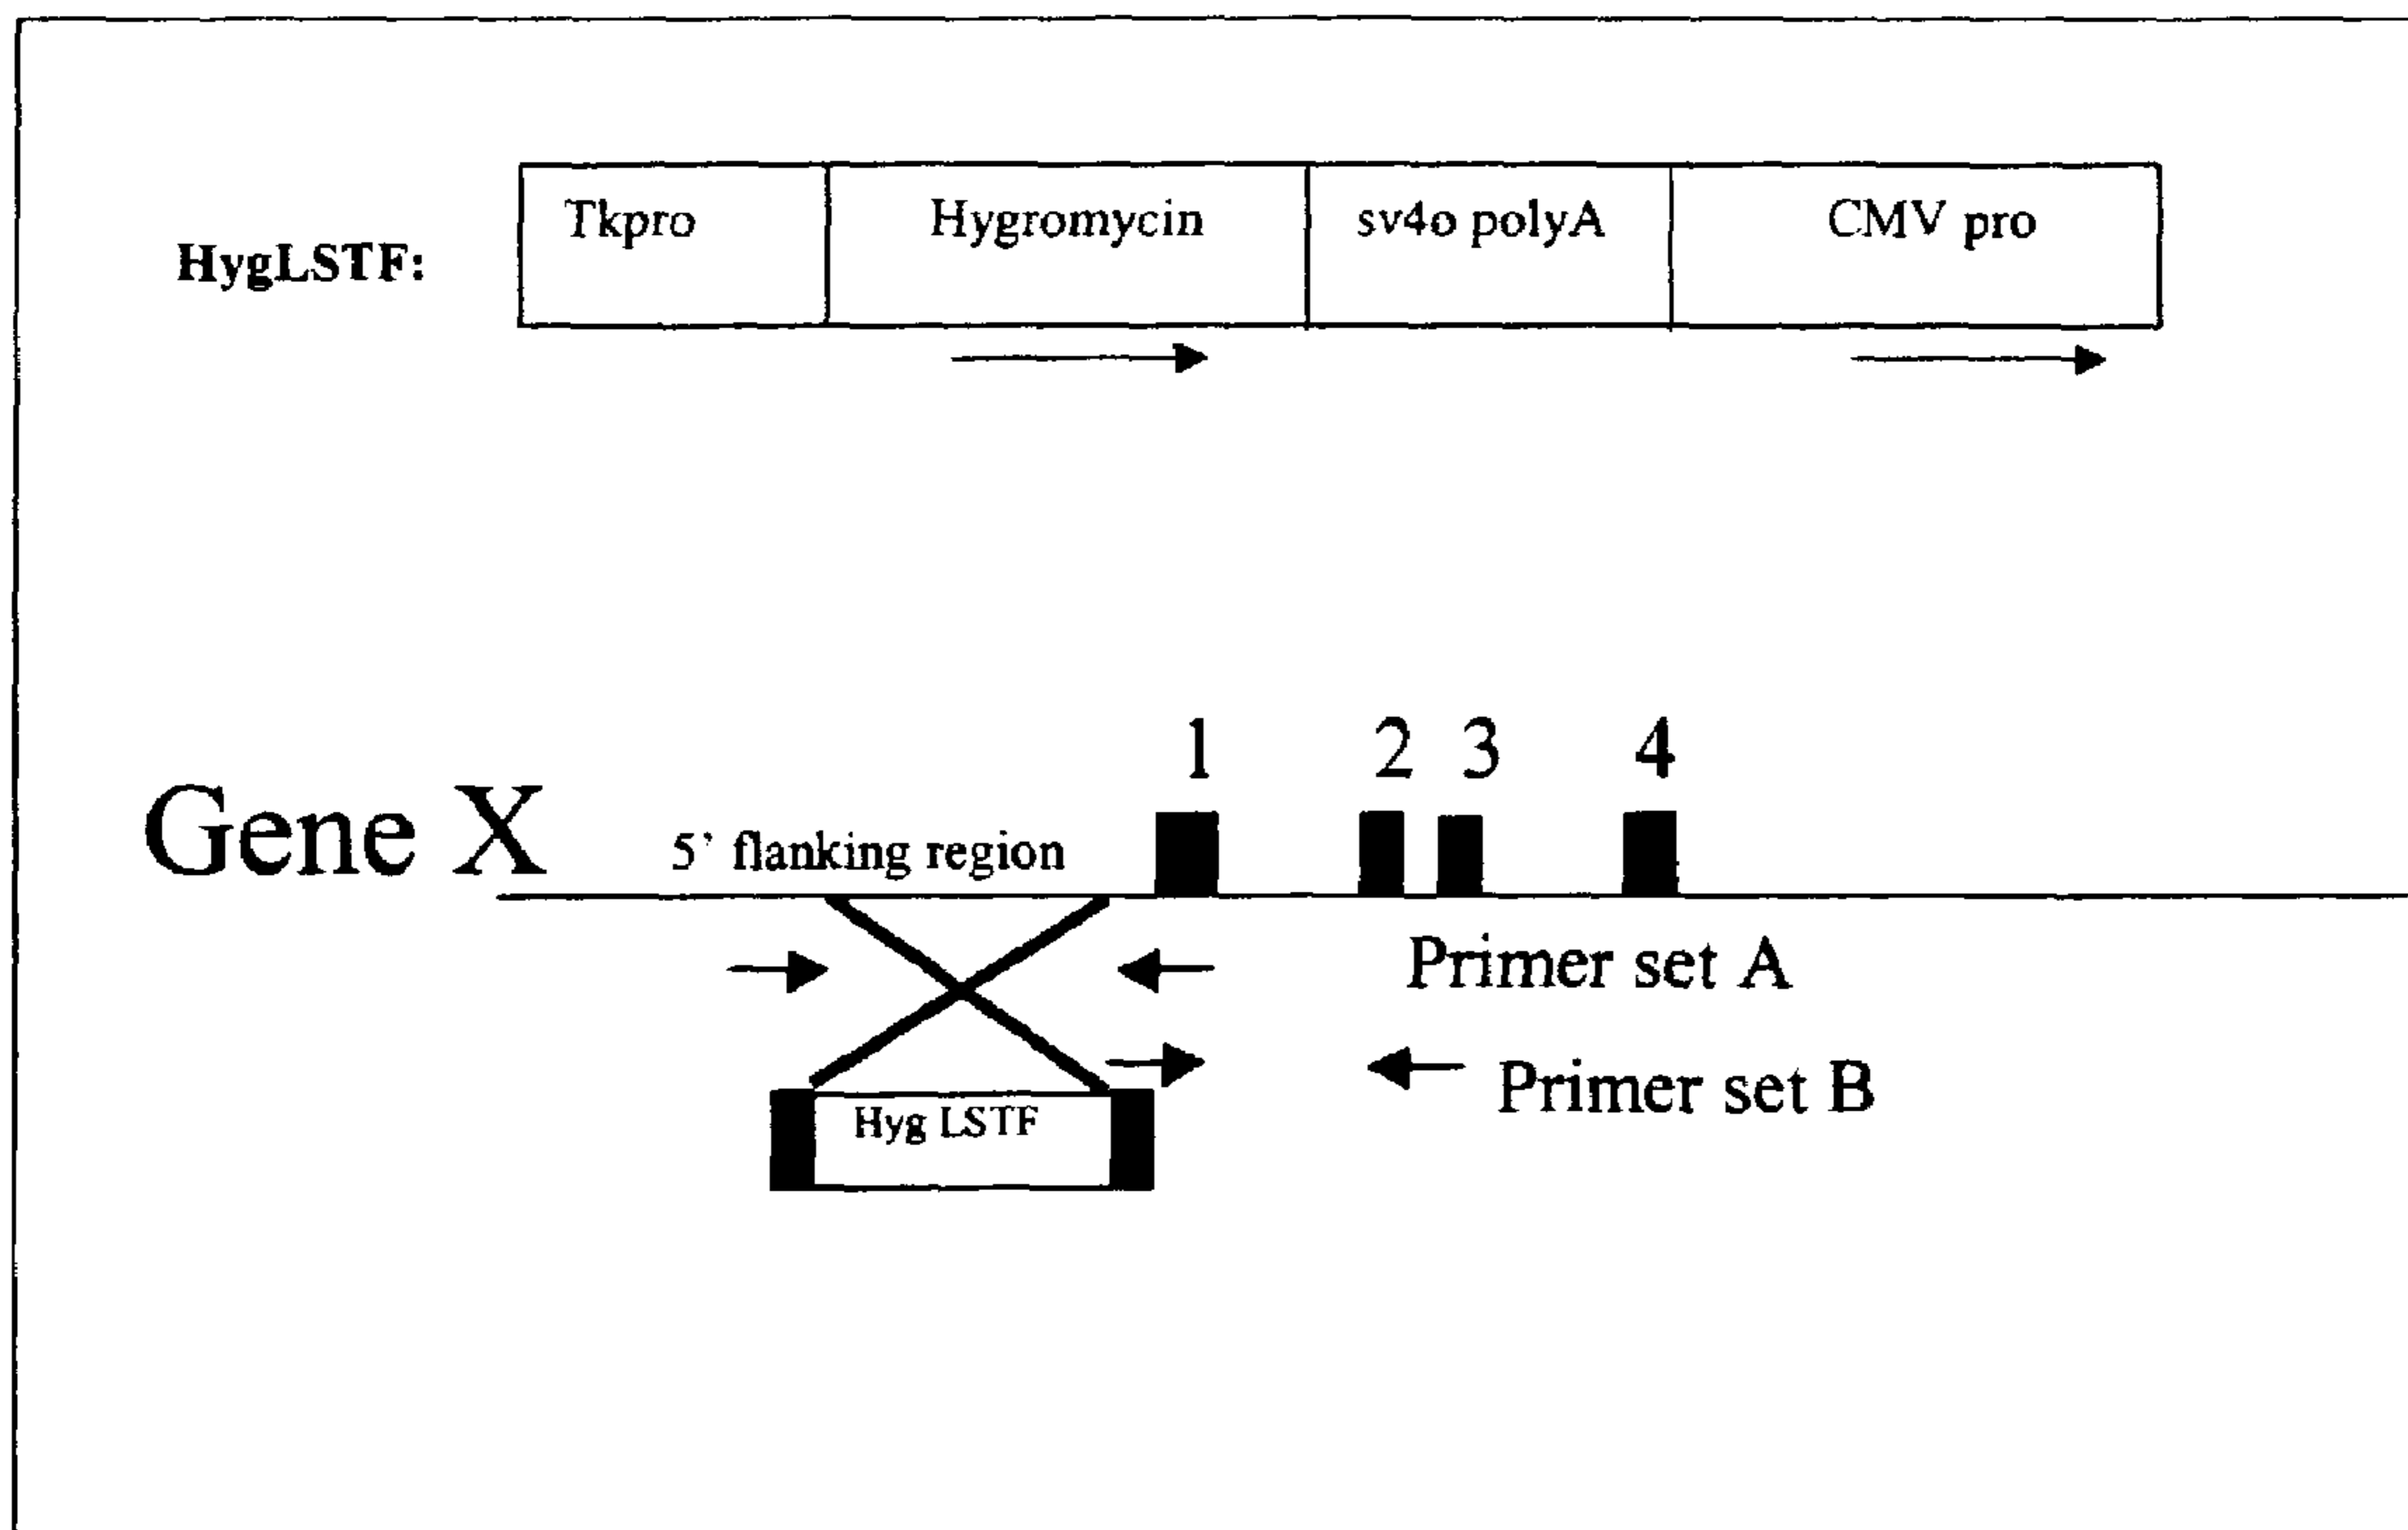 Tkpro Hygromycin sv4o polyA CMV pro
HygLSTF:
1 2 3 4
Gene X 5' flanking region
Primer set A
Primer set B
Hyg LSTF